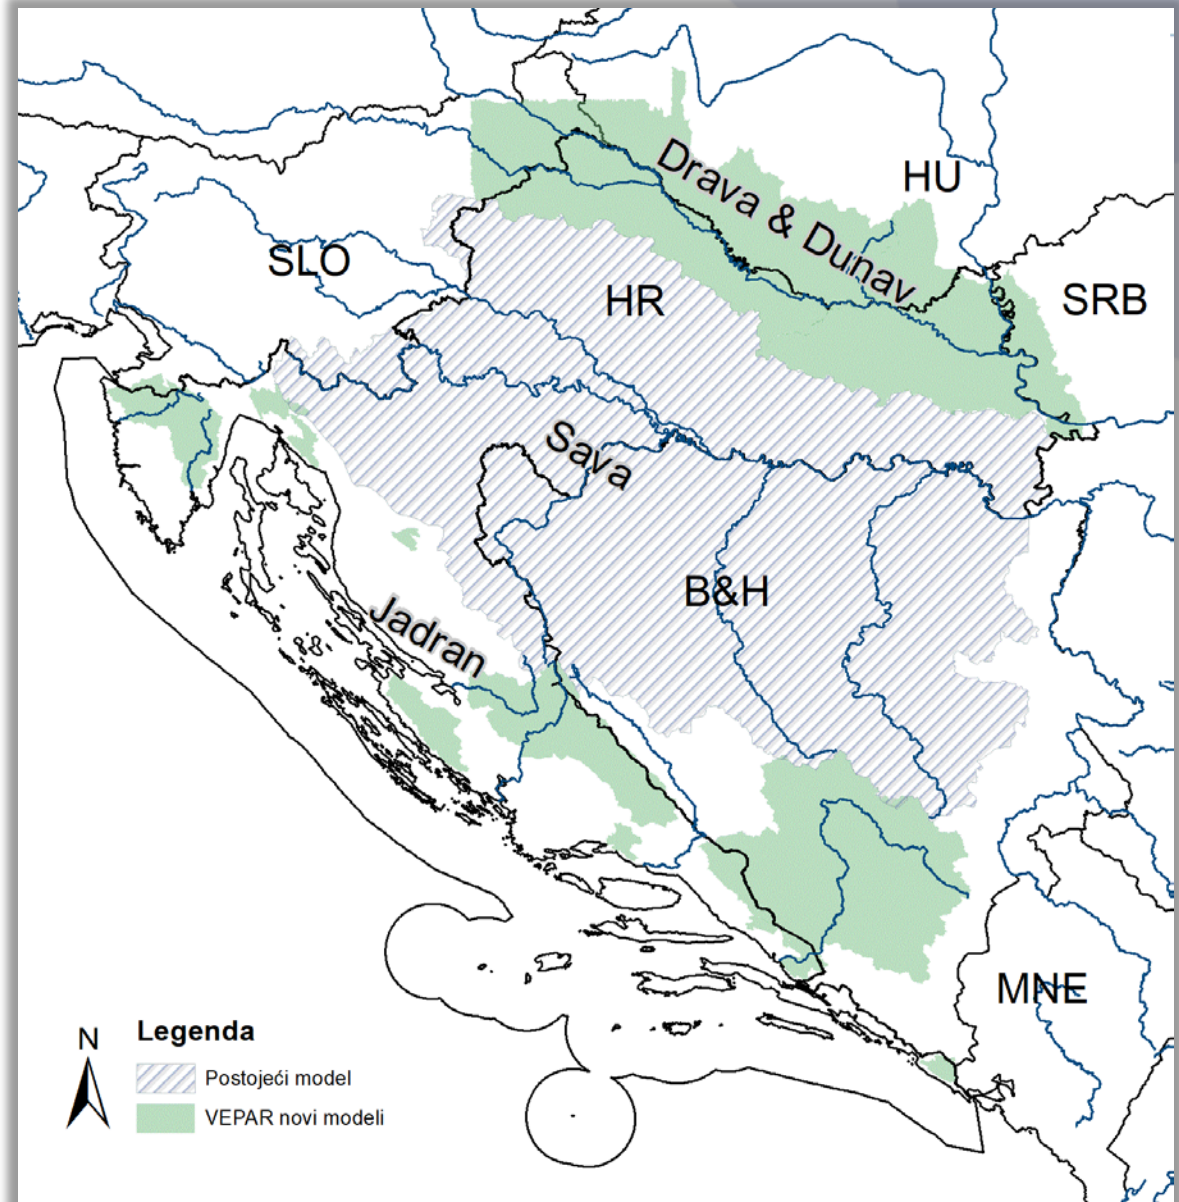 Drava & Dunav
HU
SLO
HR
SRB
Sava
B&H
Jadran
MNE
N
Legenda
Postojeći model
VEPAR novi modeli